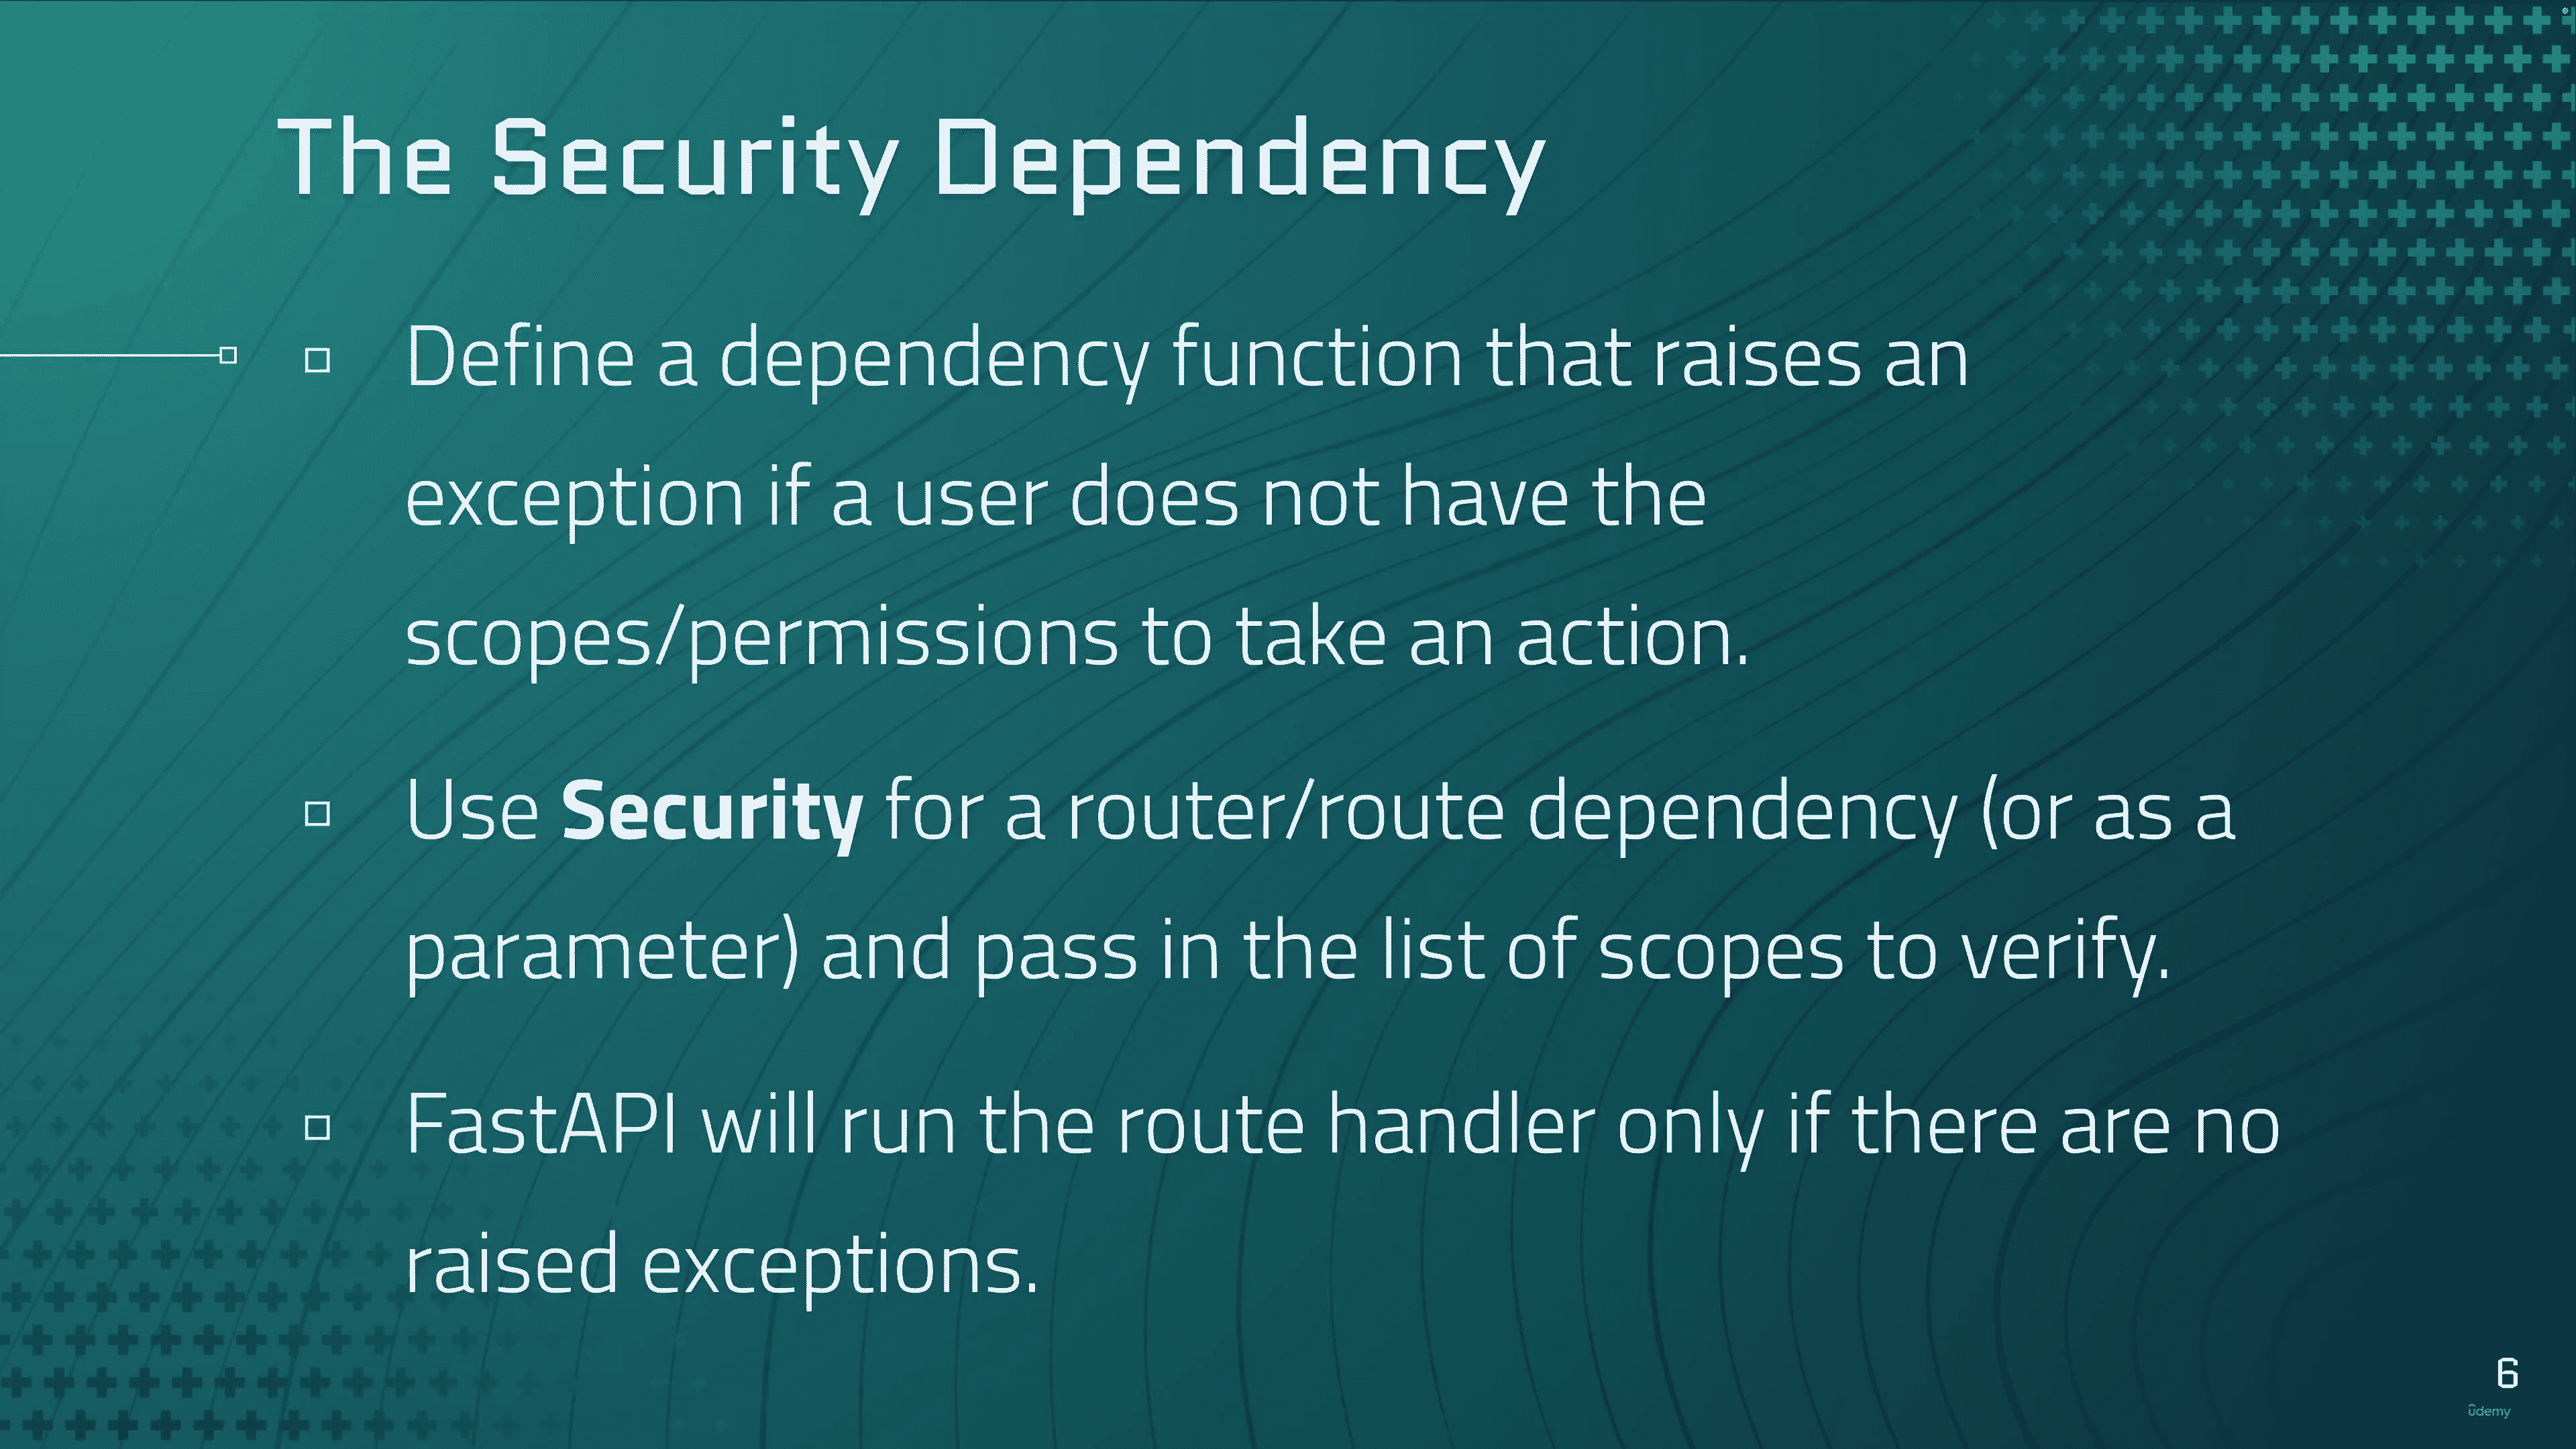 The Security Dependency
Define a dependency function that raises an
exception if a user does not have the
scopes/permissions to take an action.
Use Security for a router/route dependency (or as a
parameter) and pass in the list of scopes to verify.
FastAPI will run the route handler only if there are no
raised exceptions.
6
ûdemy